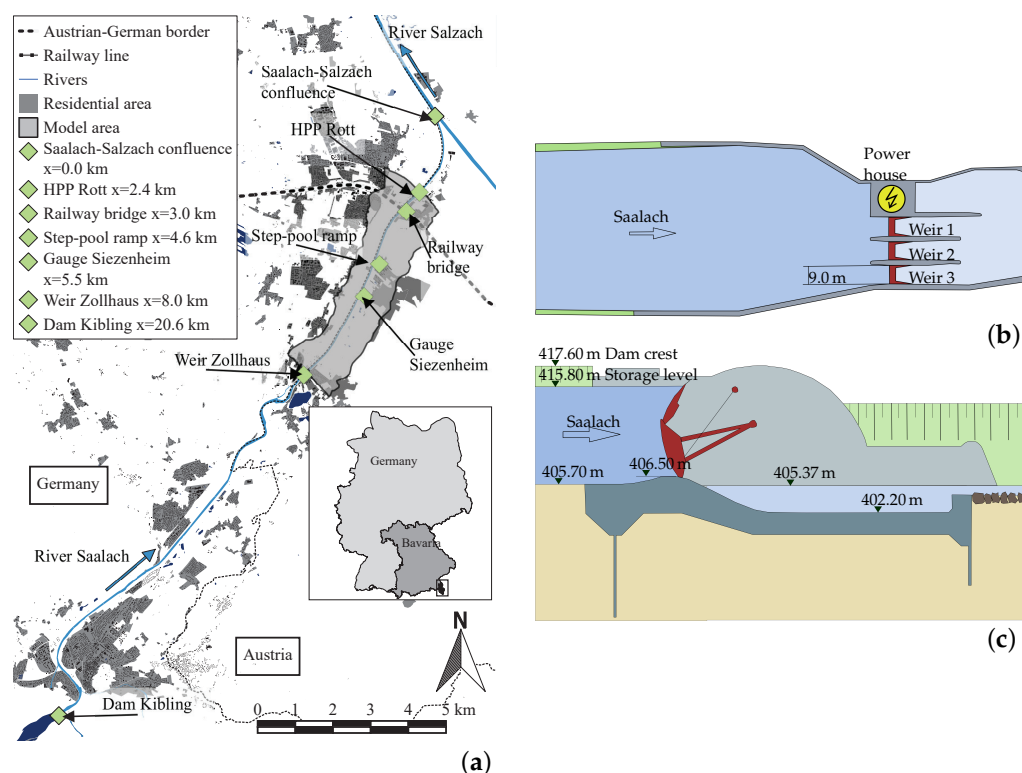 Austrian-German border
Railway line
Rivers
Residential area
Model area
Saalach-Salzach confluence
x=0.0 km
HPP Rott x=2.4 km
Railway bridge x=3.0 km
Step-pool ramp x=4.6 km
Gauge Siezenheim
x=5.5 km
Weir Zollhaus x=8.0 km
Dam Kibling x=20.6 km
River Salzach
Saalach-Salzach
confluence
HPP Rott
Step-pool ramp
Railway
bridge
Gauge
Siezenheim
Weir Zollhaus
Germany
River Saalach
Austria
Dam Kibling
Germany
Bavaria
N
0 1 2 3 4 5 km
(a)
Power
house
Saalach
Weir 1
Weir 2
Weir 3
9.0 m
(b)
417.60 m Dam crest
415.80 m Storage level
Saalach
405.70 m
406.50 m
405.37 m
402.20 m
(c)